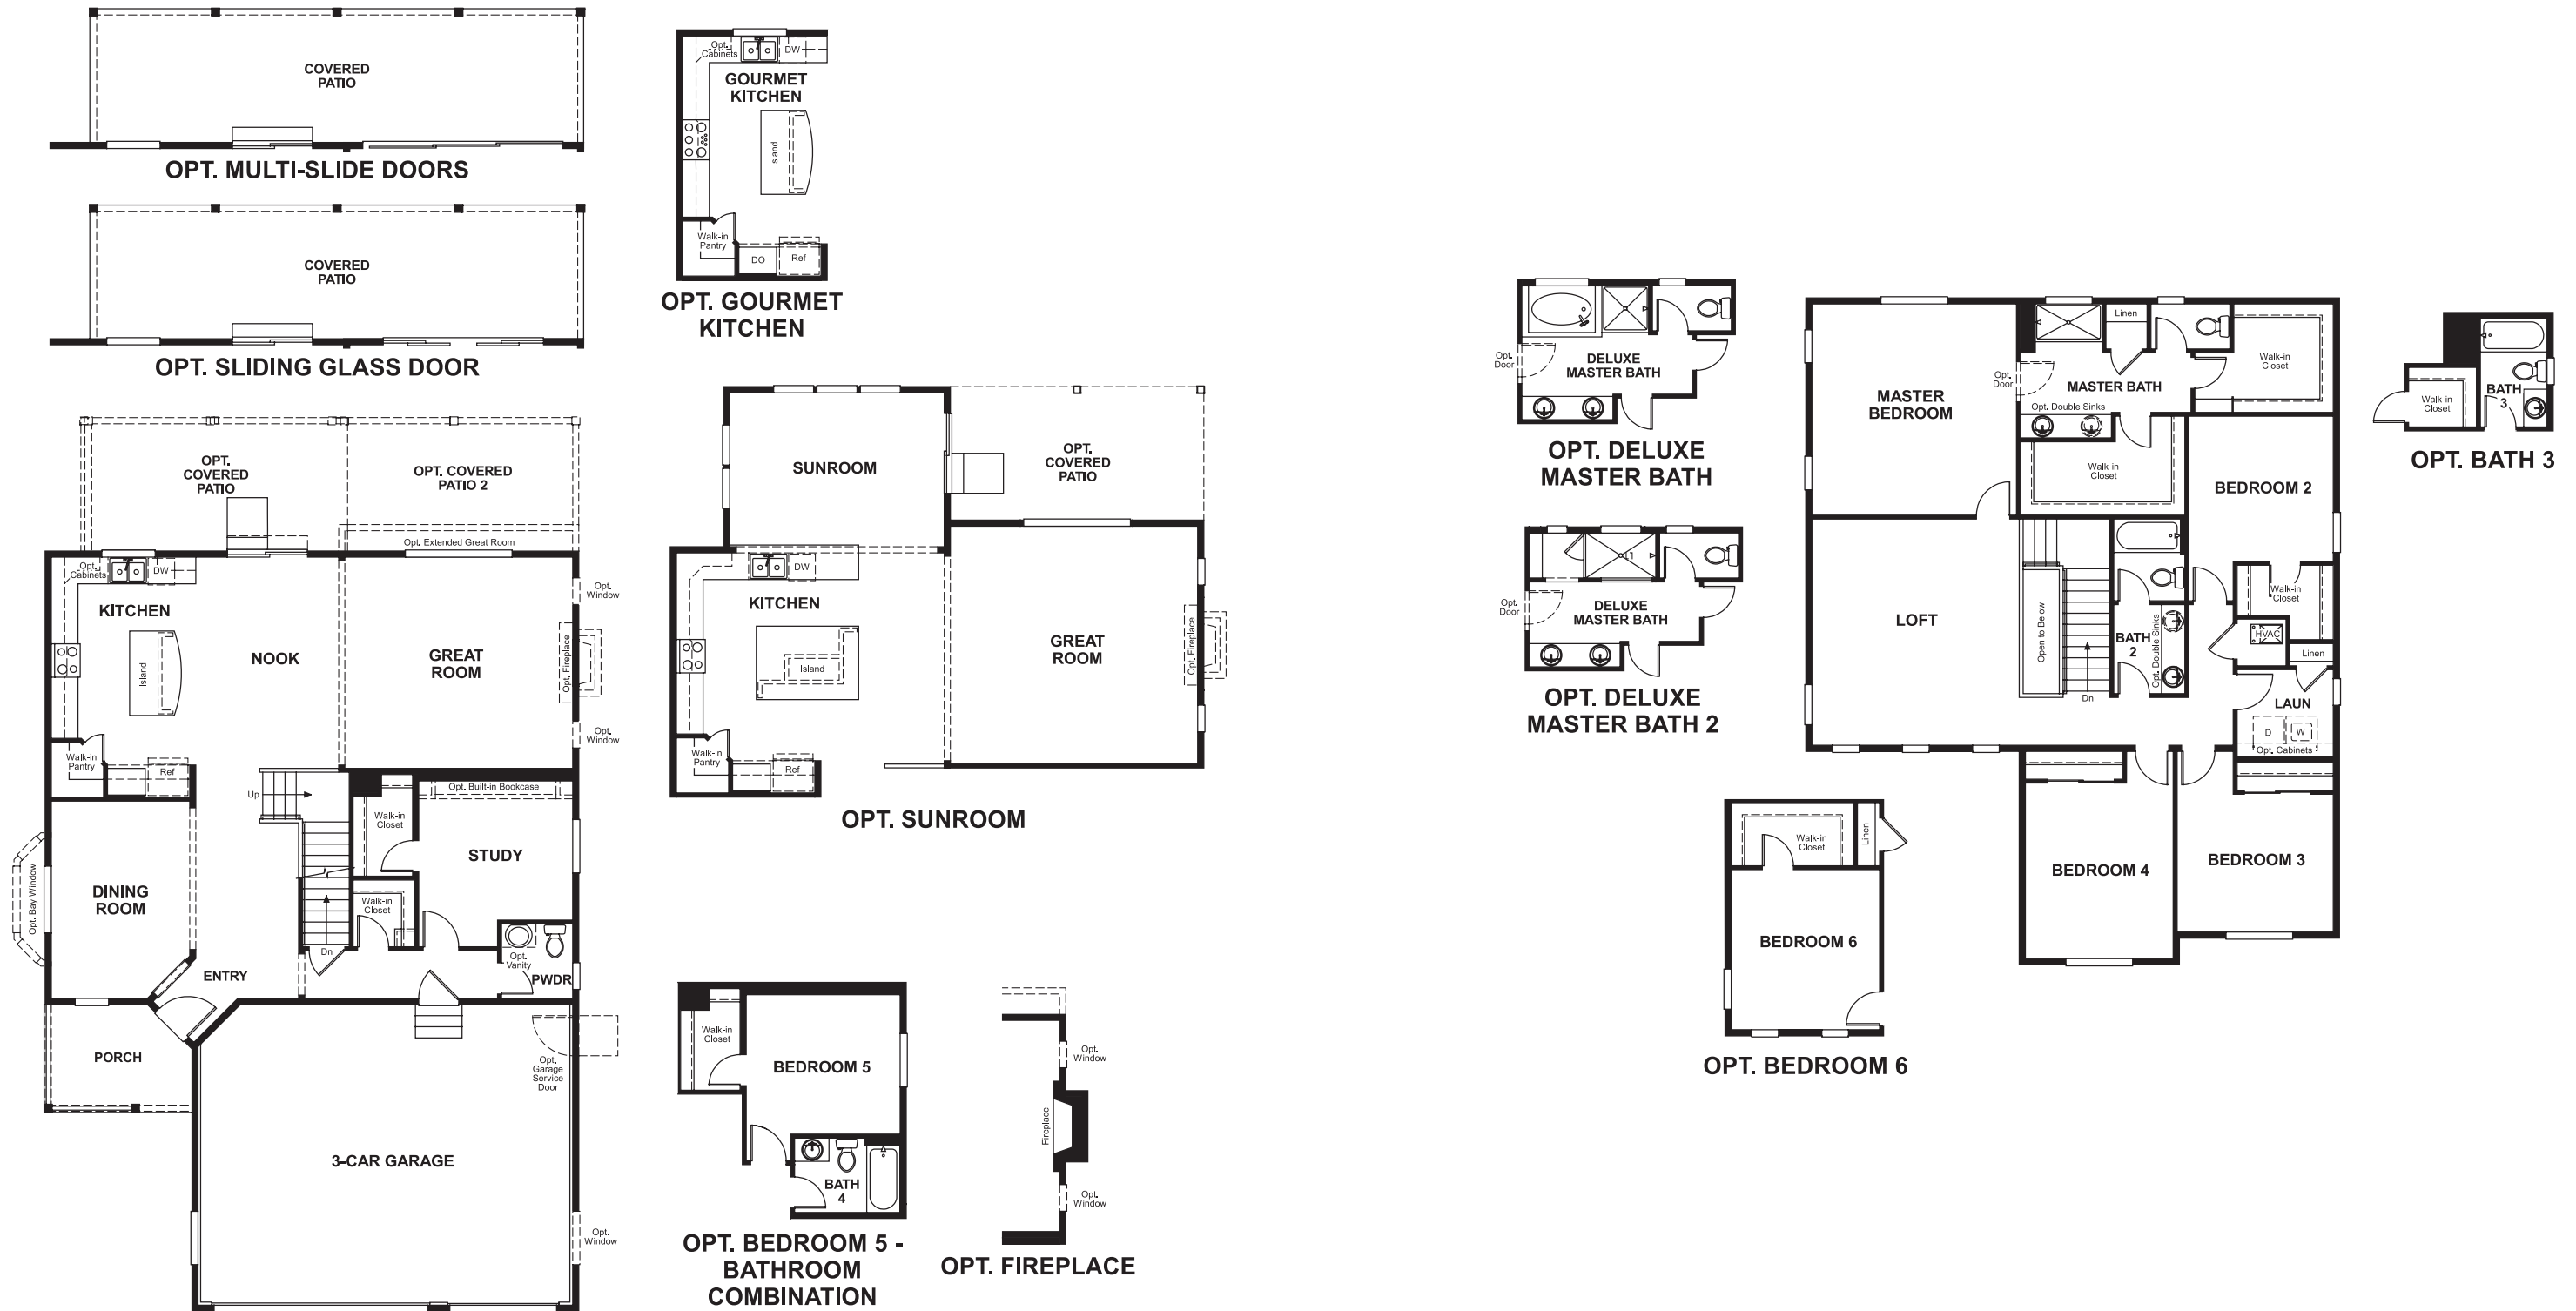 COVERED
PATIO
OPT. MULTI-SLIDE DOORS
COVERED
PATIO
OPT. SLIDING GLASS DOOR
Opt.
Cabinets
DW
GOURMET
KITCHEN
Island
Walk-in
Pantry
DO
Ref
OPT. GOURMET
KITCHEN
OPT.
COVERED
PATIO
OPT. COVERED
PATIO 2
Opt. Extended Great Room
Opt.
Cabinets
DW
KITCHEN
Island
NOOK
GREAT
ROOM
Opt.
Window
Opt. Fireplace
Opt.
Window
Walk-in
Pantry
Ref
Up
Opt. Built-in Bookcase
Walk-in
Closet
STUDY
DINING
ROOM
Opt. Bay Window
Walk-in
Closet
Dn
Opt.
Vanity
PWDR
ENTRY
PORCH
Opt.
Garage
Service
Door
3-CAR GARAGE
Opt.
Window
SUNROOM
OPT.
COVERED
PATIO
DW
KITCHEN
Island
GREAT
ROOM
Opt. Fireplace
Walk-in
Pantry
Ref
OPT. SUNROOM
Walk-in
Closet
BEDROOM 5
BATH
4
OPT. BEDROOM 5 -
BATHROOM
COMBINATION
Opt.
Window
Fireplace
Opt.
Window
OPT. FIREPLACE
Opt.
Door
DELUXE
MASTER BATH
OPT. DELUXE
MASTER BATH
Opt.
Door
DELUXE
MASTER BATH
OPT. DELUXE
MASTER BATH 2
MASTER
BEDROOM
Linen
Walk-in
Closet
Opt.
Door
MASTER BATH
Opt. Double Sinks
Walk-in
Closet
BEDROOM 2
LOFT
Open to Below
Dn
BATH
2
Opt. Double Sinks
Walk-in
Closet
HVAC
Linen
LAUN
D
W
Opt. Cabinets
BEDROOM 4
BEDROOM 3
Walk-in
Closet
BATH
3
OPT. BATH 3
Walk-in
Closet
Linen
BEDROOM 6
OPT. BEDROOM 6